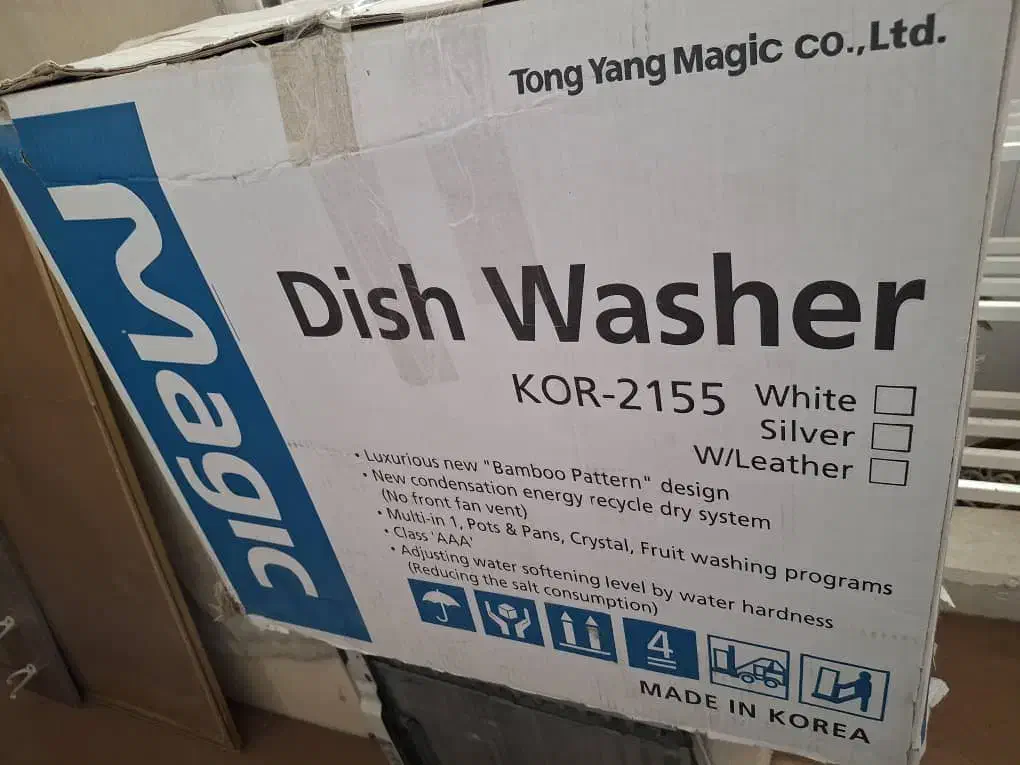 Tong Yang Magic co.,Ltd.
Magic
Dish Washer
KOR-2155 White
Silver
W/Leather
• Luxurious new "Bamboo Pattern" design
• New condensation energy recycle dry system
(No front fan vent)
• Multi-in 1, Pots & Pans, Crystal, Fruit washing programs
• Class 'AAA'
• Adjusting water softening level by water hardness
(Reducing the salt consumption)
4
MADE IN KOREA